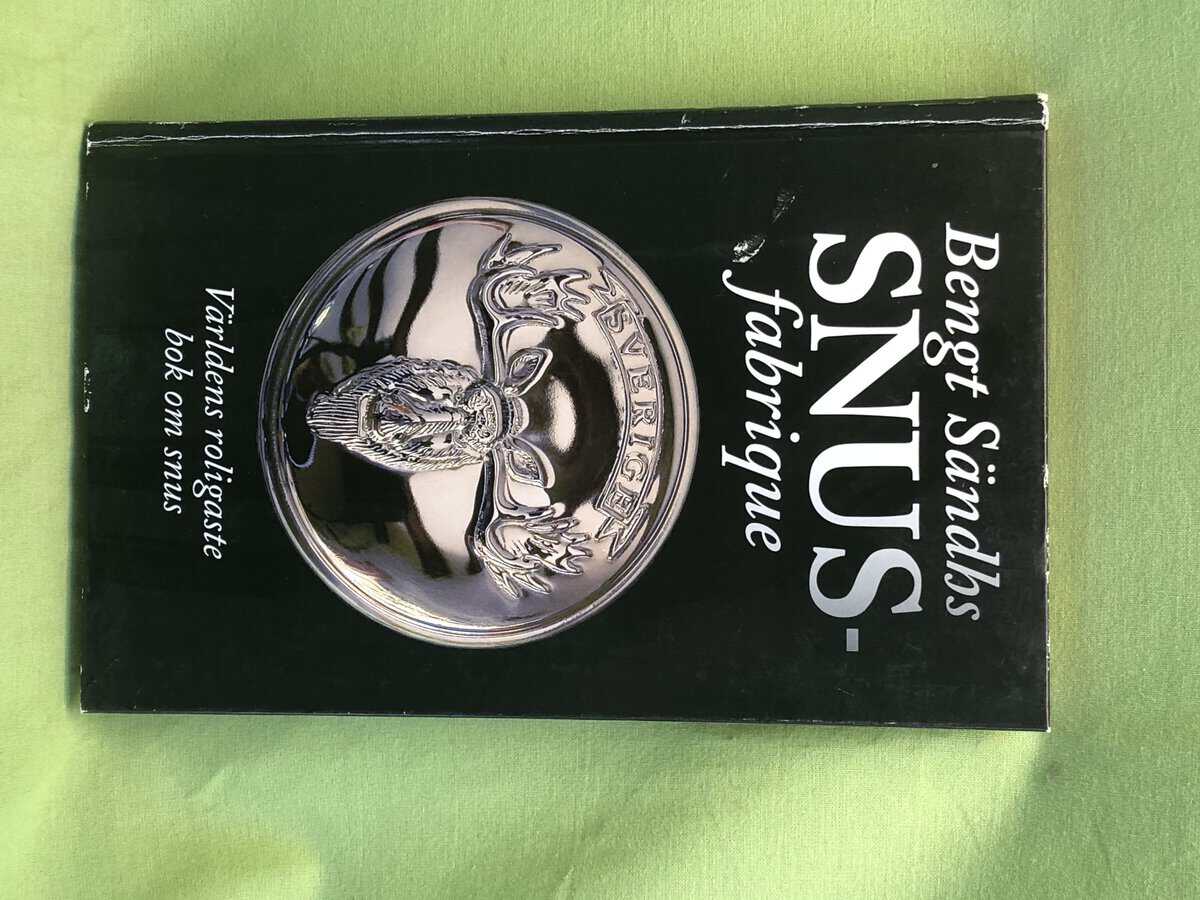 Bengt Sändhs
SNUS-
fabrique
SVERIGE
Världens roligaste
bok om snus